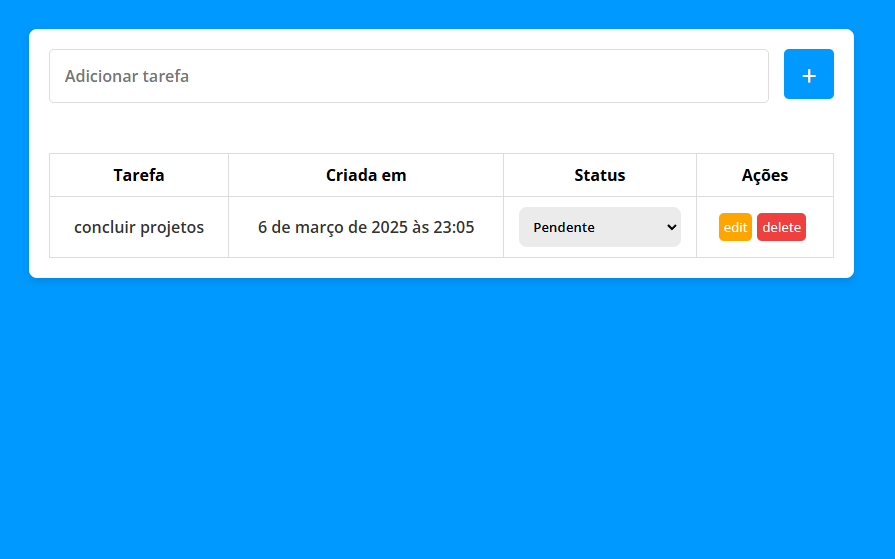 Adicionar tarefa +
Tarefa Criada em Status Ações
concluir projetos 6 de março de 2025 às 23:05 Pendente edit delete